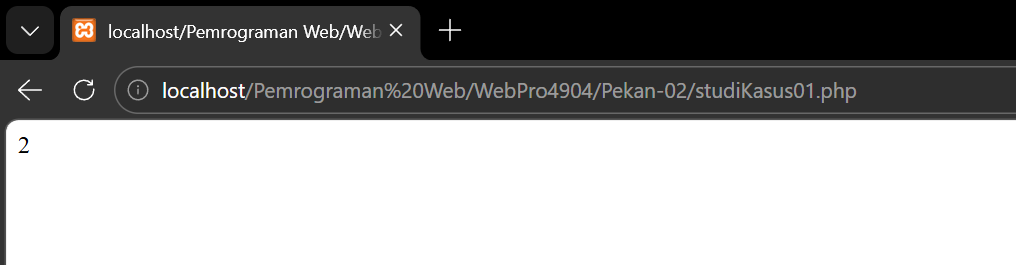 localhost/Pemrograman Web/Web
localhost/Pemrograman%20Web/WebPro4904/Pekan-02/studiKasus01.php
2